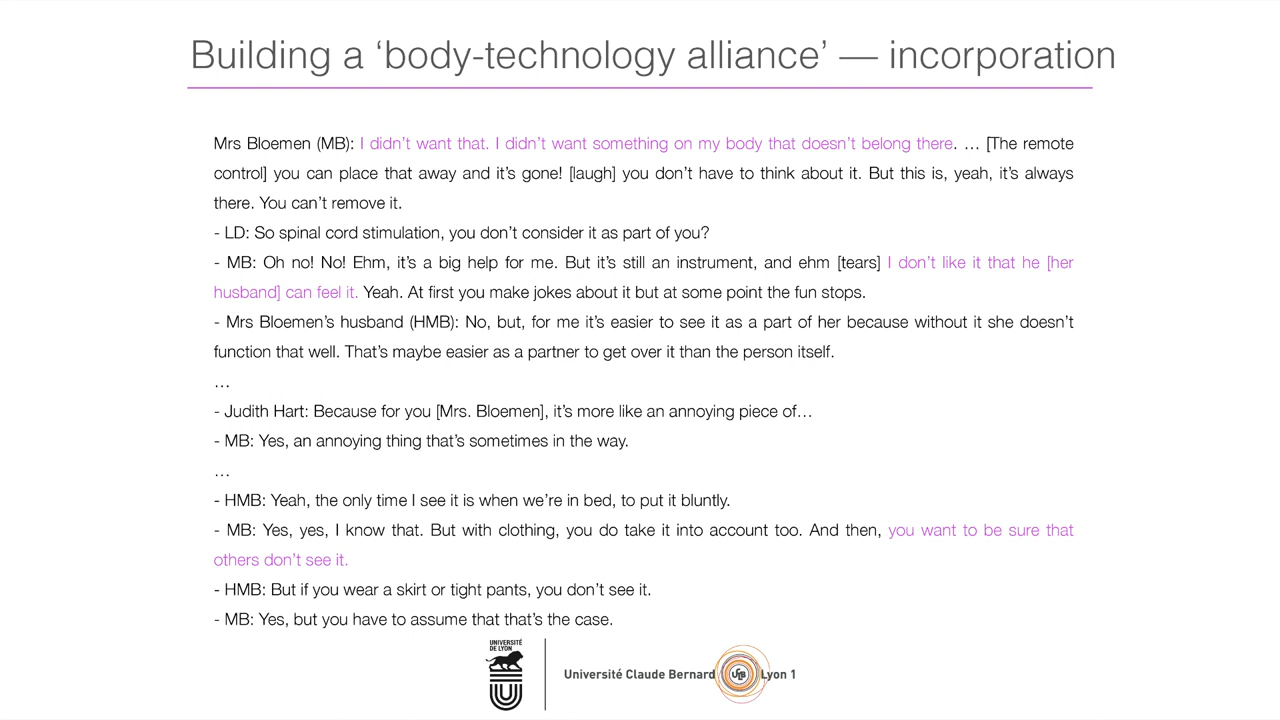 Building a ‘body-technology alliance’ — incorporation
Mrs Bloemen (MB): I didn’t want that. I didn’t want something on my body that doesn’t belong there. … [The remote
control] you can place that away and it’s gone! [laugh] you don’t have to think about it. But this is, yeah, it’s always
there. You can’t remove it.
- LD: So spinal cord stimulation, you don’t consider it as part of you?
- MB: Oh no! No! Ehm, it’s a big help for me. But it’s still an instrument, and ehm [tears] I don’t like it that he [her
husband] can feel it. Yeah. At first you make jokes about it but at some point the fun stops.
- Mrs Bloemen’s husband (HMB): No, but, for me it’s easier to see it as a part of her because without it she doesn’t
function that well. That’s maybe easier as a partner to get over it than the person itself.
…
- Judith Hart: Because for you [Mrs. Bloemen], it’s more like an annoying piece of…
- MB: Yes, an annoying thing that’s sometimes in the way.
…
- HMB: Yeah, the only time I see it is when we’re in bed, to put it bluntly.
- MB: Yes, yes, I know that. But with clothing, you do take it into account too. And then, you want to be sure that
others don’t see it.
- HMB: But if you wear a skirt or tight pants, you don’t see it.
- MB: Yes, but you have to assume that that’s the case.
UNIVERSITÉ
DE LYON
Université Claude Bernard UCBL Lyon 1